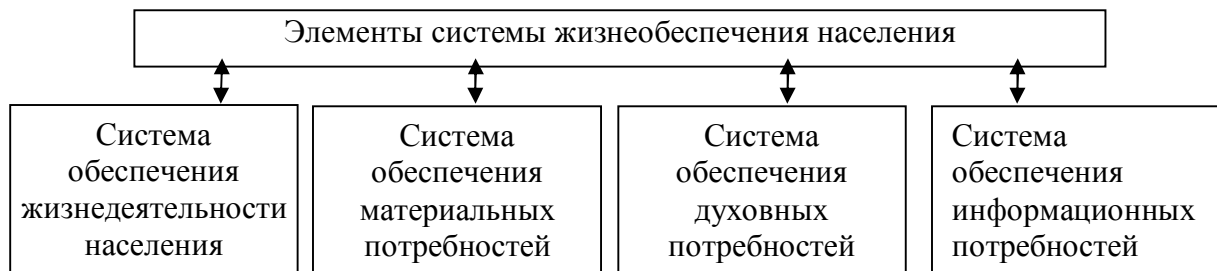 Элементы системы жизнеобеспечения населения
Система
обеспечения
жизнедеятельности
населения
Система
обеспечения
материальных
потребностей
Система
обеспечения
духовных
потребностей
Система
обеспечения
информационных
потребностей